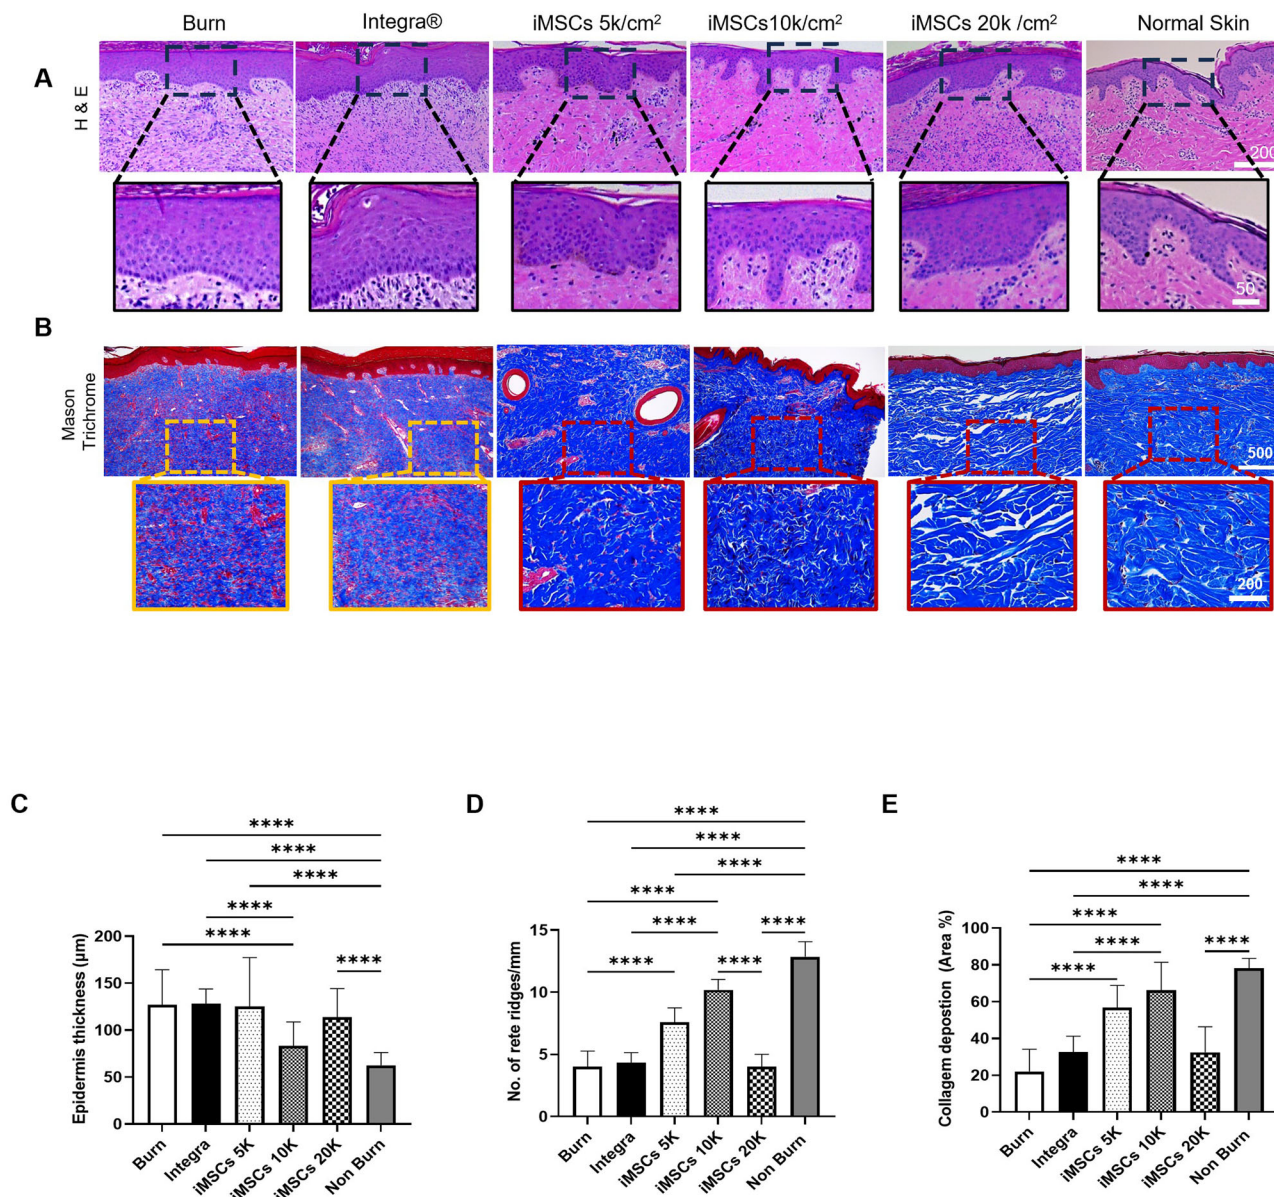 Burn Integra® iMSCs 5k/cm² iMSCs10k/cm² iMSCs 20k /cm² Normal Skin
A
H & E
200
50
B
Mason
Trichrome
500
200
C
D
E
****
****
****
****
****
****
Epidermis thickness (µm)
200
150
100
50
0
Burn
Integra
iMSCs 5K
iMSCs 10K
iMSCs 20K
Non Burn
****
****
****
****
****
****
****
****
No. of rete ridges/mm
15
10
5
0
Burn
Integra
iMSCs 5K
iMSCs 10K
iMSCs 20K
Non Burn
****
****
****
****
****
****
Collagem depostion (Area %)
100
80
60
40
20
0
Burn
Integra
iMSCs 5K
iMSCs 10K
iMSCs 20K
Non Burn